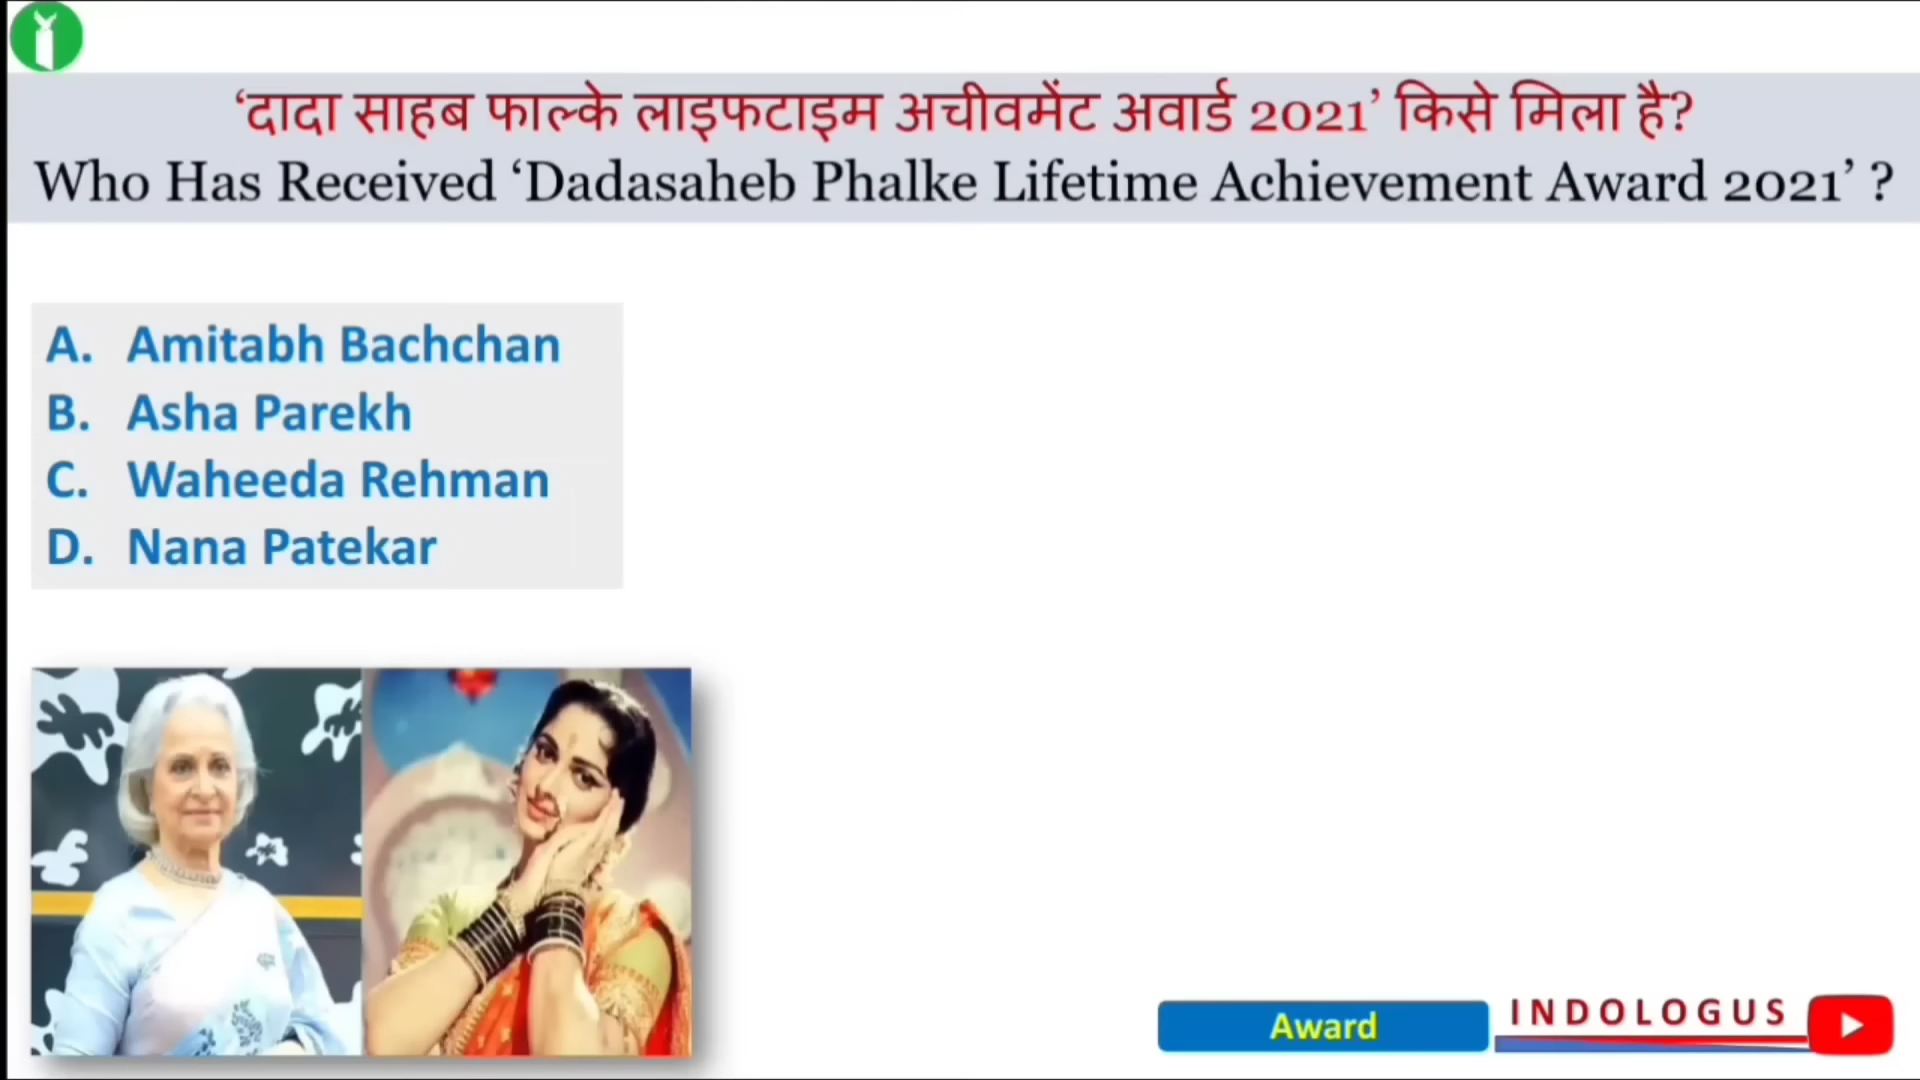 ‘दादा साहब फाल्के लाइफटाइम अचीवमेंट अवार्ड 2021’ किसे मिला है?
Who Has Received ‘Dadasaheb Phalke Lifetime Achievement Award 2021’ ?
A. Amitabh Bachchan
B. Asha Parekh
C. Waheeda Rehman
D. Nana Patekar
Award
INDOLOGUS